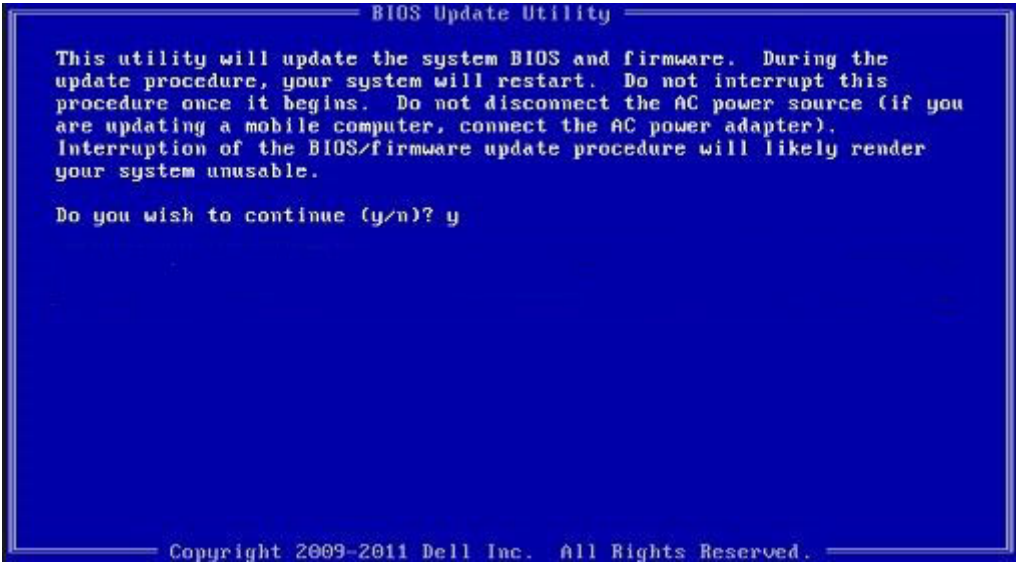 BIOS Update Utility
This utility will update the system BIOS and firmware.  During the
update procedure, your system will restart.  Do not interrupt this
procedure once it begins.  Do not disconnect the AC power source (if you
are updating a mobile computer, connect the AC power adapter).
Interruption of the BIOS/firmware update procedure will likely render
your system unusable.
Do you wish to continue (y/n)? y
Copyright 2009-2011 Dell Inc.  All Rights Reserved.